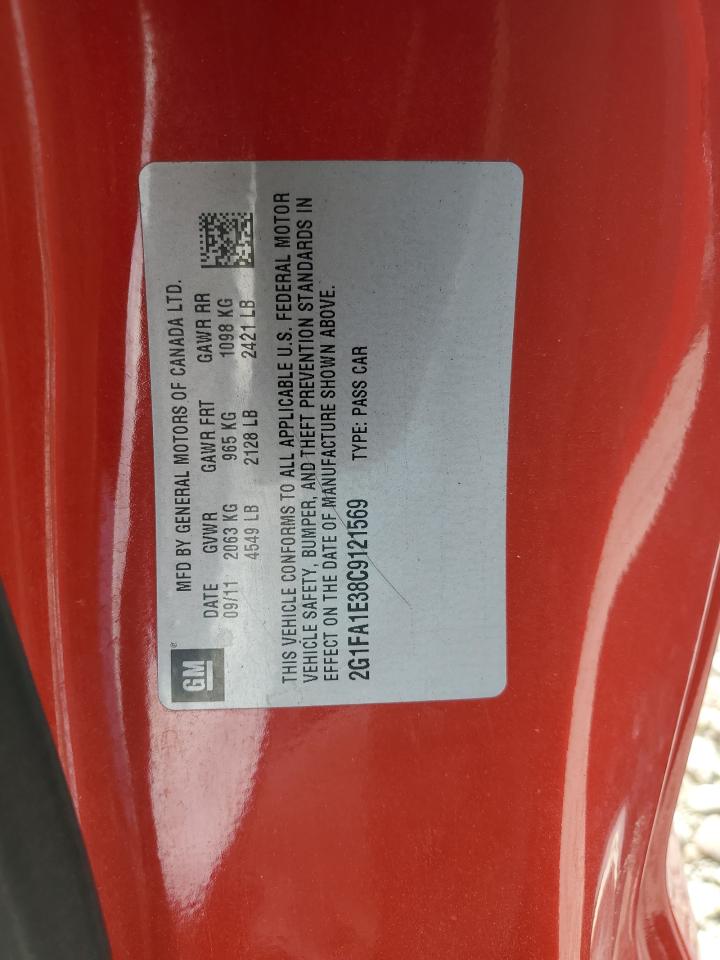 GM®
MFD BY GENERAL MOTORS OF CANADA LTD.
DATE GVWR GAWR FRT GAWR RR
09/11 2063 KG 965 KG 1098 KG
4549 LB 2128 LB 2421 LB
THIS VEHICLE CONFORMS TO ALL APPLICABLE U.S. FEDERAL MOTOR
VEHICLE SAFETY, BUMPER, AND THEFT PREVENTION STANDARDS IN
EFFECT ON THE DATE OF MANUFACTURE SHOWN ABOVE.
2G1FA1E38C9121569 TYPE: PASS CAR